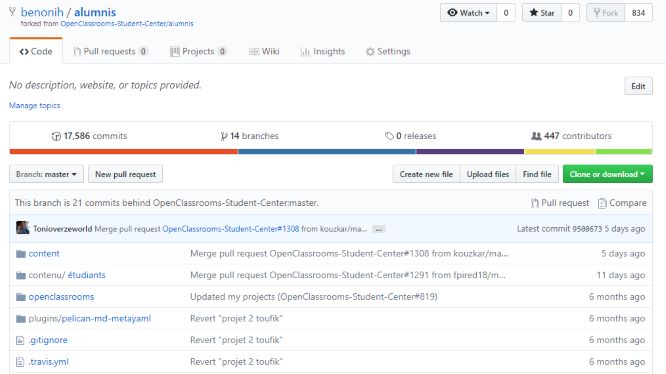 benonih / alumnis
Watch 0 Star 0 Fork 834
forked from OpenClassrooms-Student-Center/alumnis
Code Pull requests 0 Projects 0 Wiki Insights Settings
No description, website, or topics provided. Edit
Manage topics
17,586 commits 14 branches 0 releases 447 contributors
Branch: master New pull request Create new file Upload files Find file Clone or download
This branch is 21 commits behind OpenClassrooms-Student-Center:master. Pull request Compare
Tonioverzeworld Merge pull request OpenClassrooms-Student-Center#1308 from kouzkar/ma... ... Latest commit 9508673 5 days ago
content Merge pull request OpenClassrooms-Student-Center#1308 from kouzkar/m... 5 days ago
contenu/ étudiants Merge pull request OpenClassrooms-Student-Center#1291 from fpired18/m... 11 days ago
openclassrooms Updated my projects (OpenClassrooms-Student-Center#819) 6 months ago
plugins/pelican-md-metayaml Revert "projet 2 toufik" 6 months ago
.gitignore Revert "projet 2 toufik" 6 months ago
.travis.yml Revert "projet 2 toufik" 6 months ago